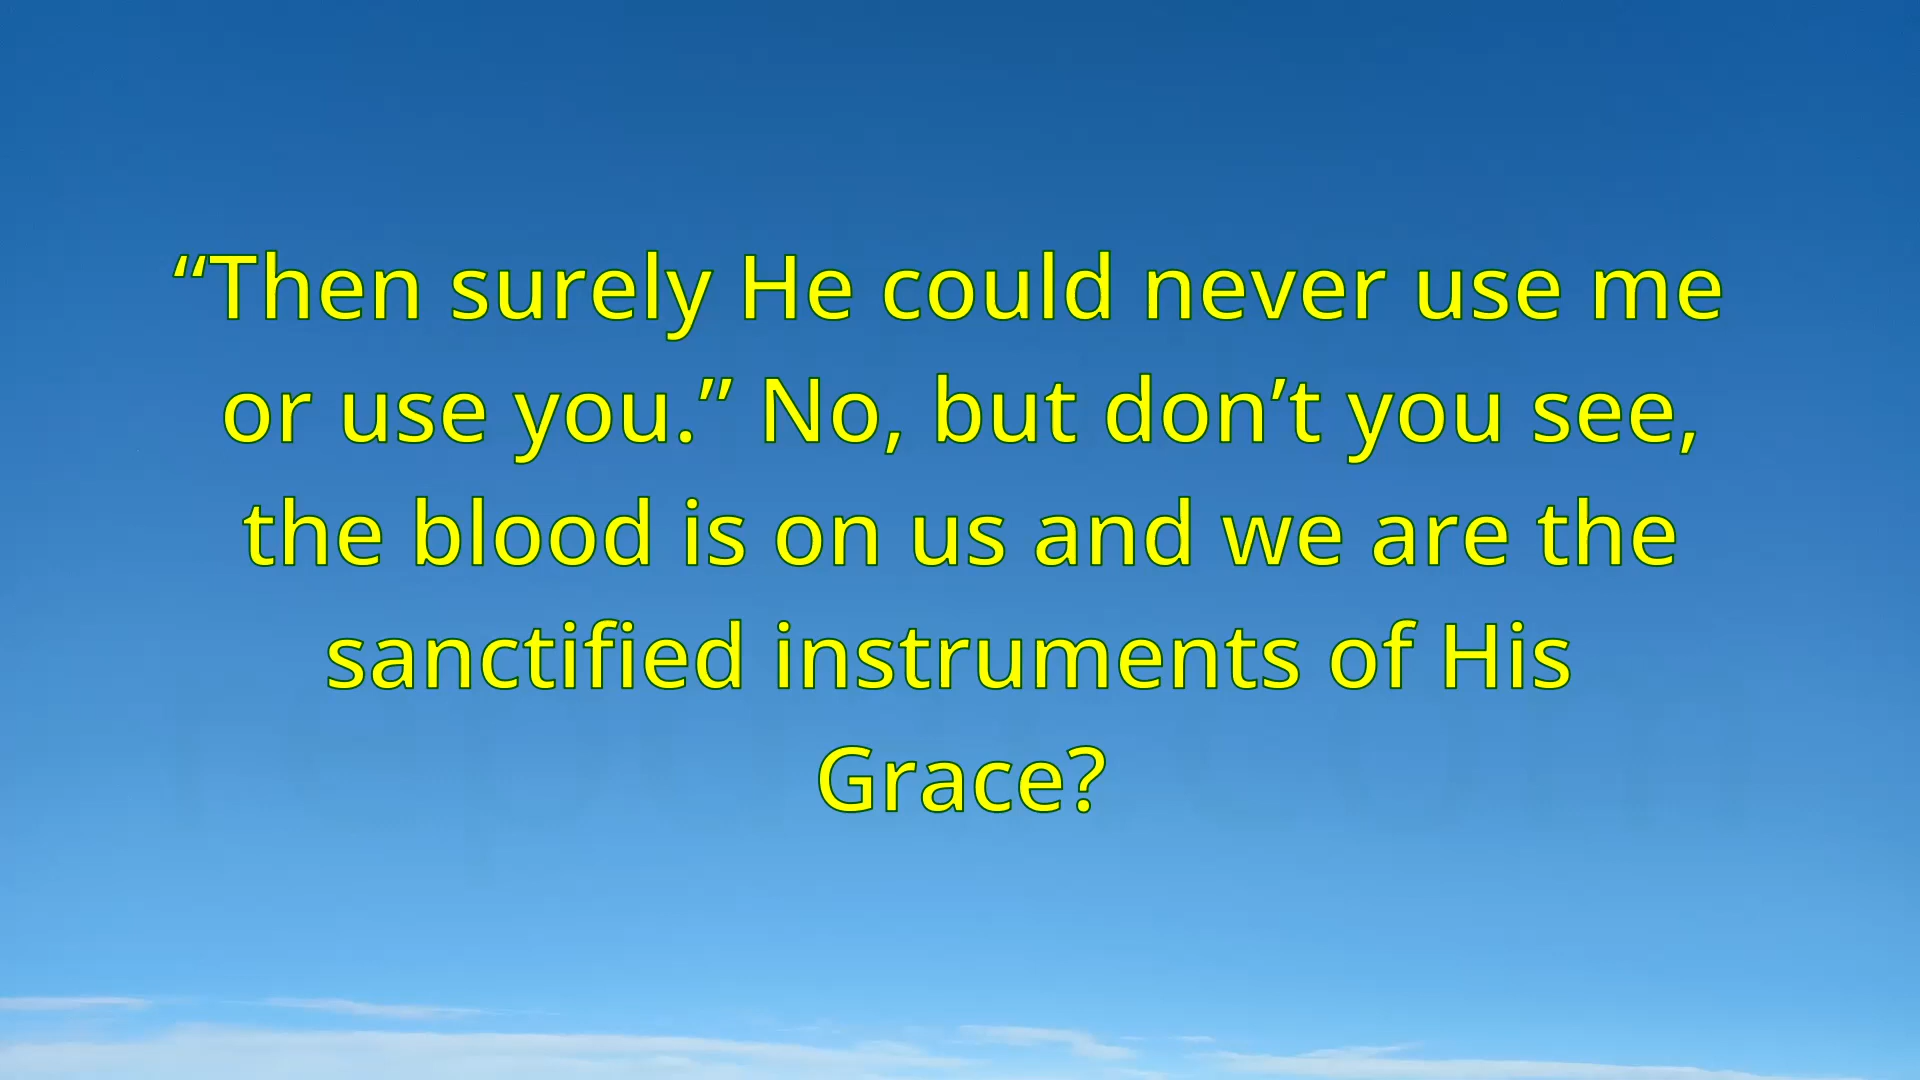 “Then surely He could never use me
or use you.” No, but don’t you see,
the blood is on us and we are the
sanctified instruments of His
Grace?